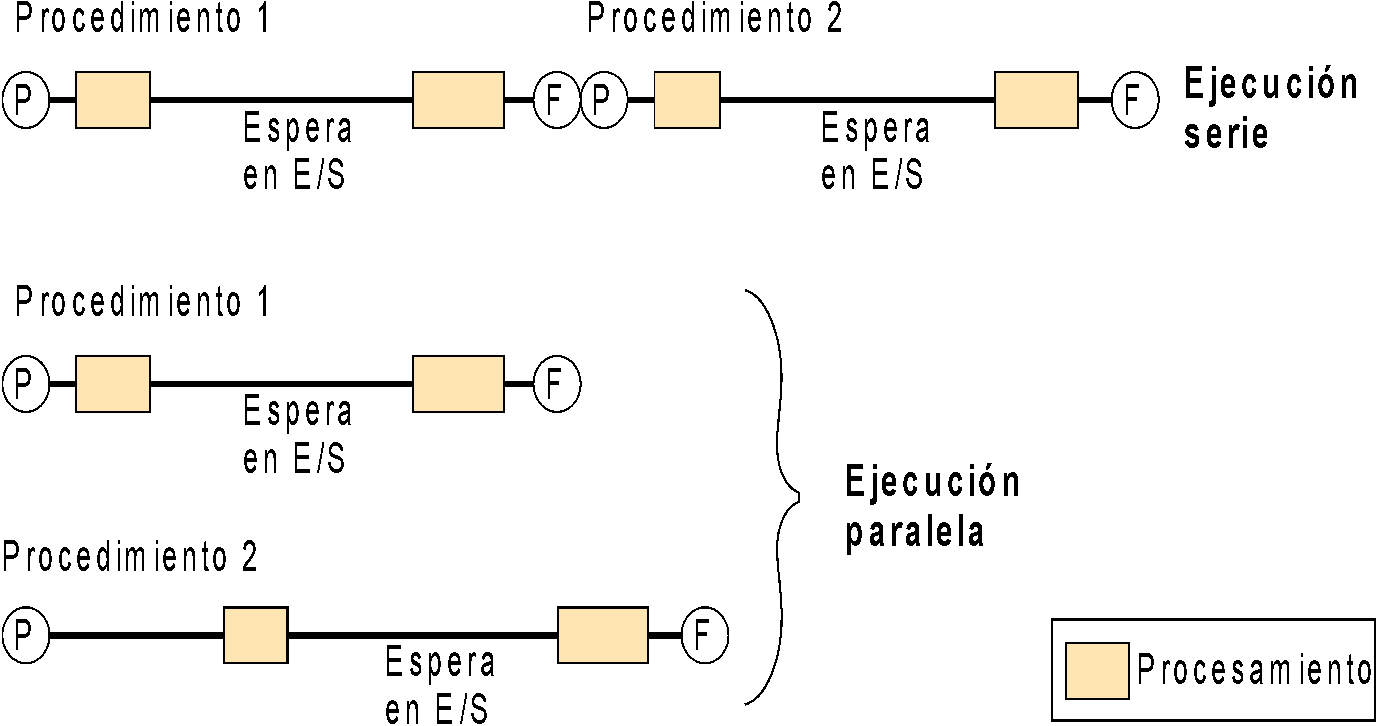 Procedimiento 1
Procedimiento 2
P
F
P
F
Ejecución
serie
Espera
en E/S
Espera
en E/S
Procedimiento 1
P
F
Espera
en E/S
Ejecución
paralela
Procedimiento 2
P
F
Espera
en E/S
Procesamiento